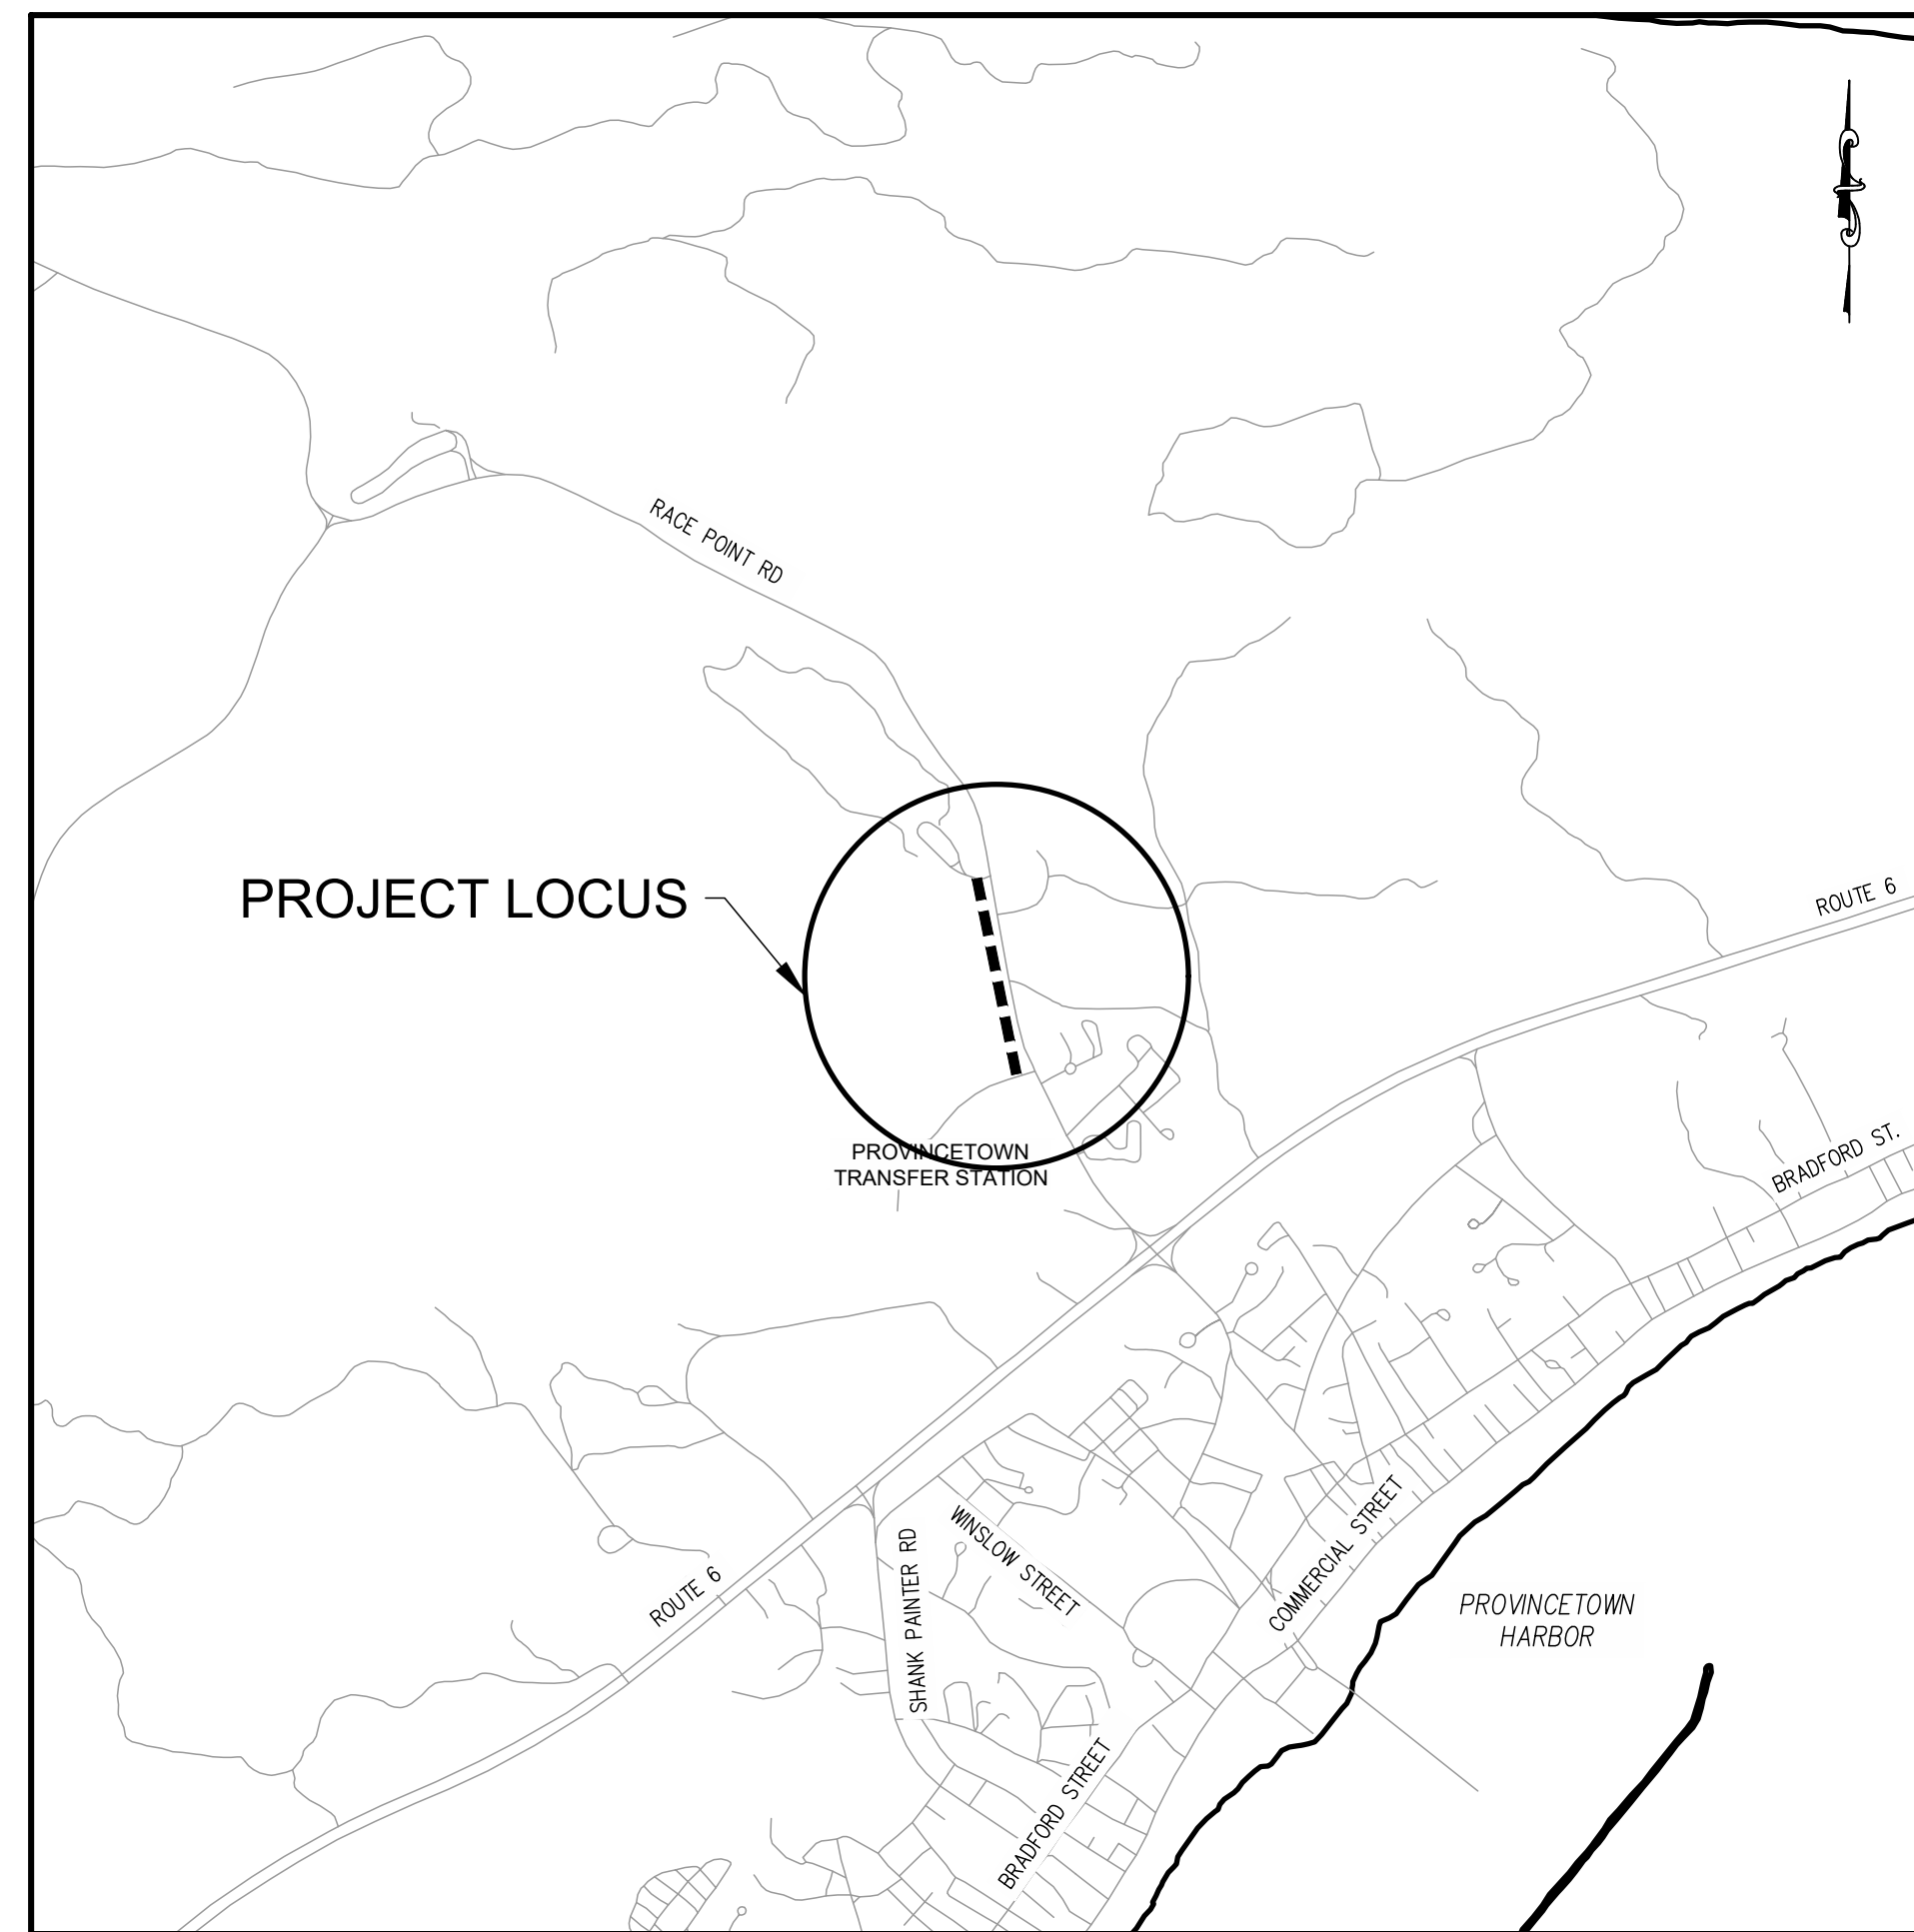 RACE POINT RD
PROJECT LOCUS
ROUTE 6
PROVINCETOWN
TRANSFER STATION
BRADFORD ST.
COMMERCIAL STREET
WINSLOW STREET
SHANK PAINTER RD
ROUTE 6
PROVINCETOWN
HARBOR
BRADFORD STREET